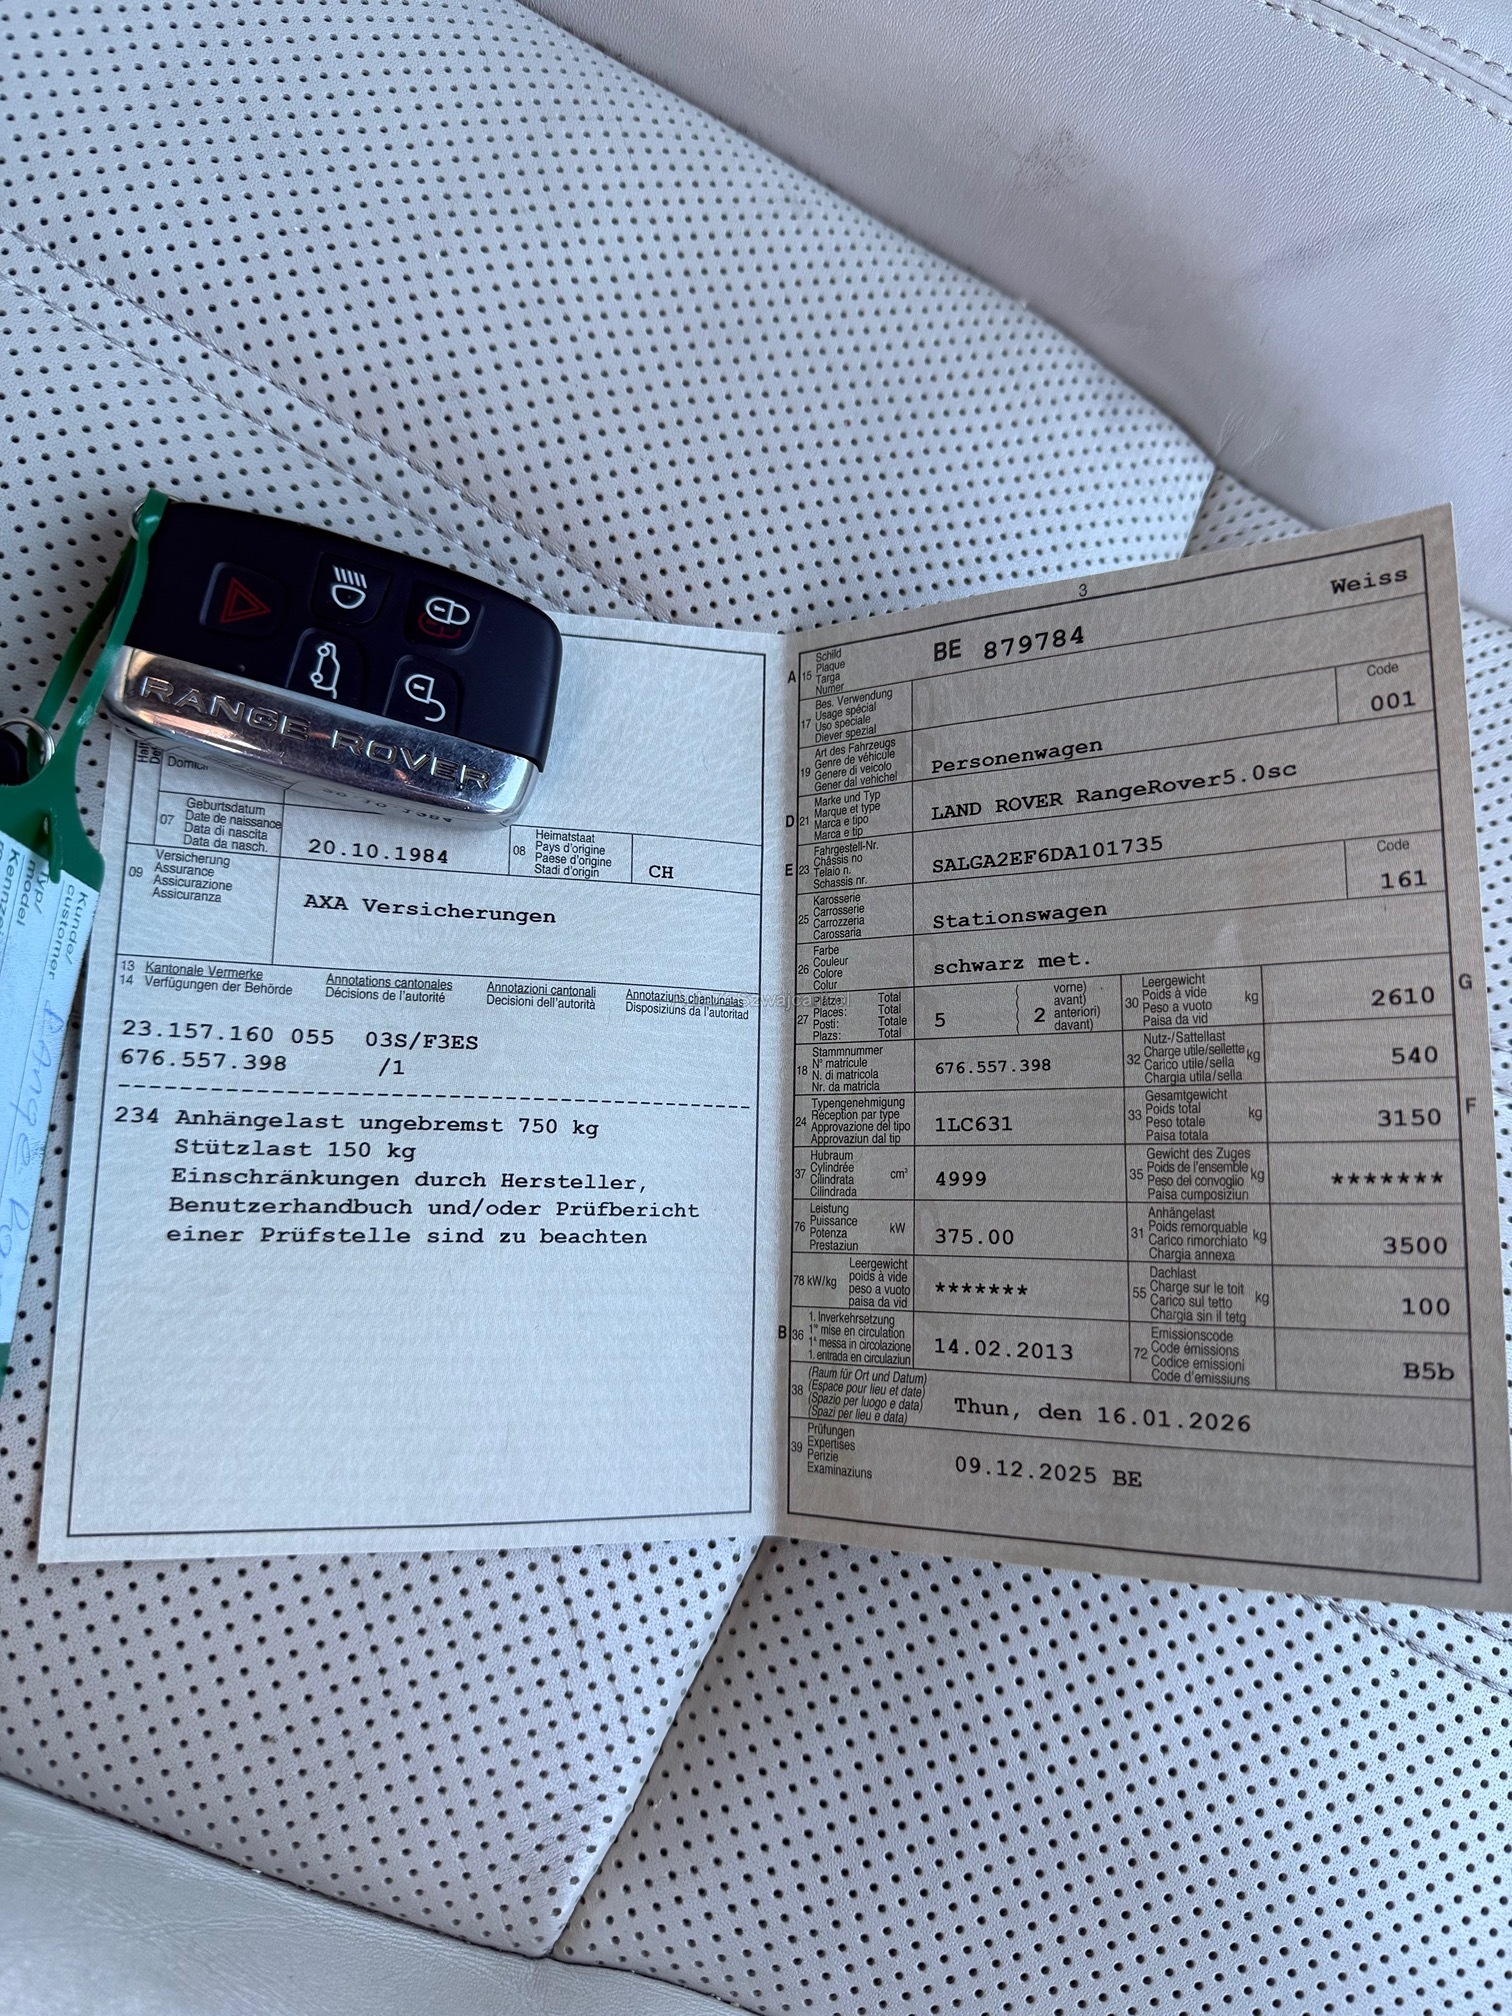 RANGE ROVER
Kunde/
customer
Typ/
model
Domicil
07
Geburtsdatum
Date de naissance
Data di nascita
Data da nasch.
20.10.1984
08
Heimatstaat
Pays d'origine
Paese d'origine
Stadi d'origin
CH
09
Versicherung
Assurance
Assicurazione
Assicuranza
AXA Versicherungen
13 Kantonale Vermerke Annotations cantonales Annotazioni cantonali Annotaziuns chantunalas
14 Verfügungen der Behörde Décisions de l'autorité Decisioni dell'autorità Disposiziuns da l'autoritad
23.157.160 055 03S/F3ES
676.557.398 /1
234 Anhängelast ungebremst 750 kg
Stützlast 150 kg
Einschränkungen durch Hersteller,
Benutzerhandbuch und/oder Prüfbericht
einer Prüfstelle sind zu beachten
3
A 15
Schild
Plaque
Targa
Numer
BE 879784
Weiss
17
Bes. Verwendung
Usage spécial
Uso speciale
Diever spezial
Code
001
19
Art des Fahrzeugs
Genre de véhicule
Genere di veicolo
Gener dal vehichel
Personenwagen
D 21
Marke und Typ
Marque et type
Marca e tipo
Marca e tip
LAND ROVER RangeRover5.0sc
E 23
Fahrgestell-Nr.
Châssis no
Telaio n.
Schassis nr.
SALGA2EF6DA101735
25
Karosserie
Carrosserie
Carrozzeria
Carossaria
Stationswagen
Code
161
26
Farbe
Couleur
Colore
Colur
schwarz met.
27
Plätze: Total
Places: Total
Posti: Totale
Plazs: Total
5
2
vorne)
avant)
anteriori)
davant)
30
Leergewicht
Poids à vide
Peso a vuoto
Paisa da vid
kg
2610
G
18
Stammnummer
N° matricule
N. di matricola
Nr. da matricla
676.557.398
32
Nutz-/Sattellast
Charge utile/sellette
Carico utile/sella
Chargia utila/sella
kg
540
24
Typengenehmigung
Réception par type
Approvazione del tipo
Approvaziun dal tip
1LC631
33
Gesamtgewicht
Poids total
Peso totale
Paisa totala
kg
3150
F
37
Hubraum
Cylindrée
Cilindrata
Cilindrada
cm³
4999
35
Gewicht des Zuges
Poids de l'ensemble
Peso del convoglio
Paisa cumposiziun
kg
*******
76
Leistung
Puissance
Potenza
Prestaziun
kW
375.00
31
Anhängelast
Poids remorquable
Carico rimorchiato
Chargia annexa
kg
3500
78 kW/kg
Leergewicht
poids à vide
peso a vuoto
paisa da vid
*******
55
Dachlast
Charge sur le toit
Carico sul tetto
Chargia sin il tetg
kg
100
B 36
1. Inverkehrsetzung
1re mise en circulation
1a messa in circolazione
1. entrada en circulaziun
14.02.2013
72
Emissionscode
Code émissions
Codice emissioni
Code d'emissiuns
B5b
38
(Raum für Ort und Datum)
(Espace pour lieu et date)
(Spazio per luogo e data)
(Spazi per lieu e data)
Thun, den 16.01.2026
39
Prüfungen
Expertises
Perizie
Examinaziuns
09.12.2025 BE